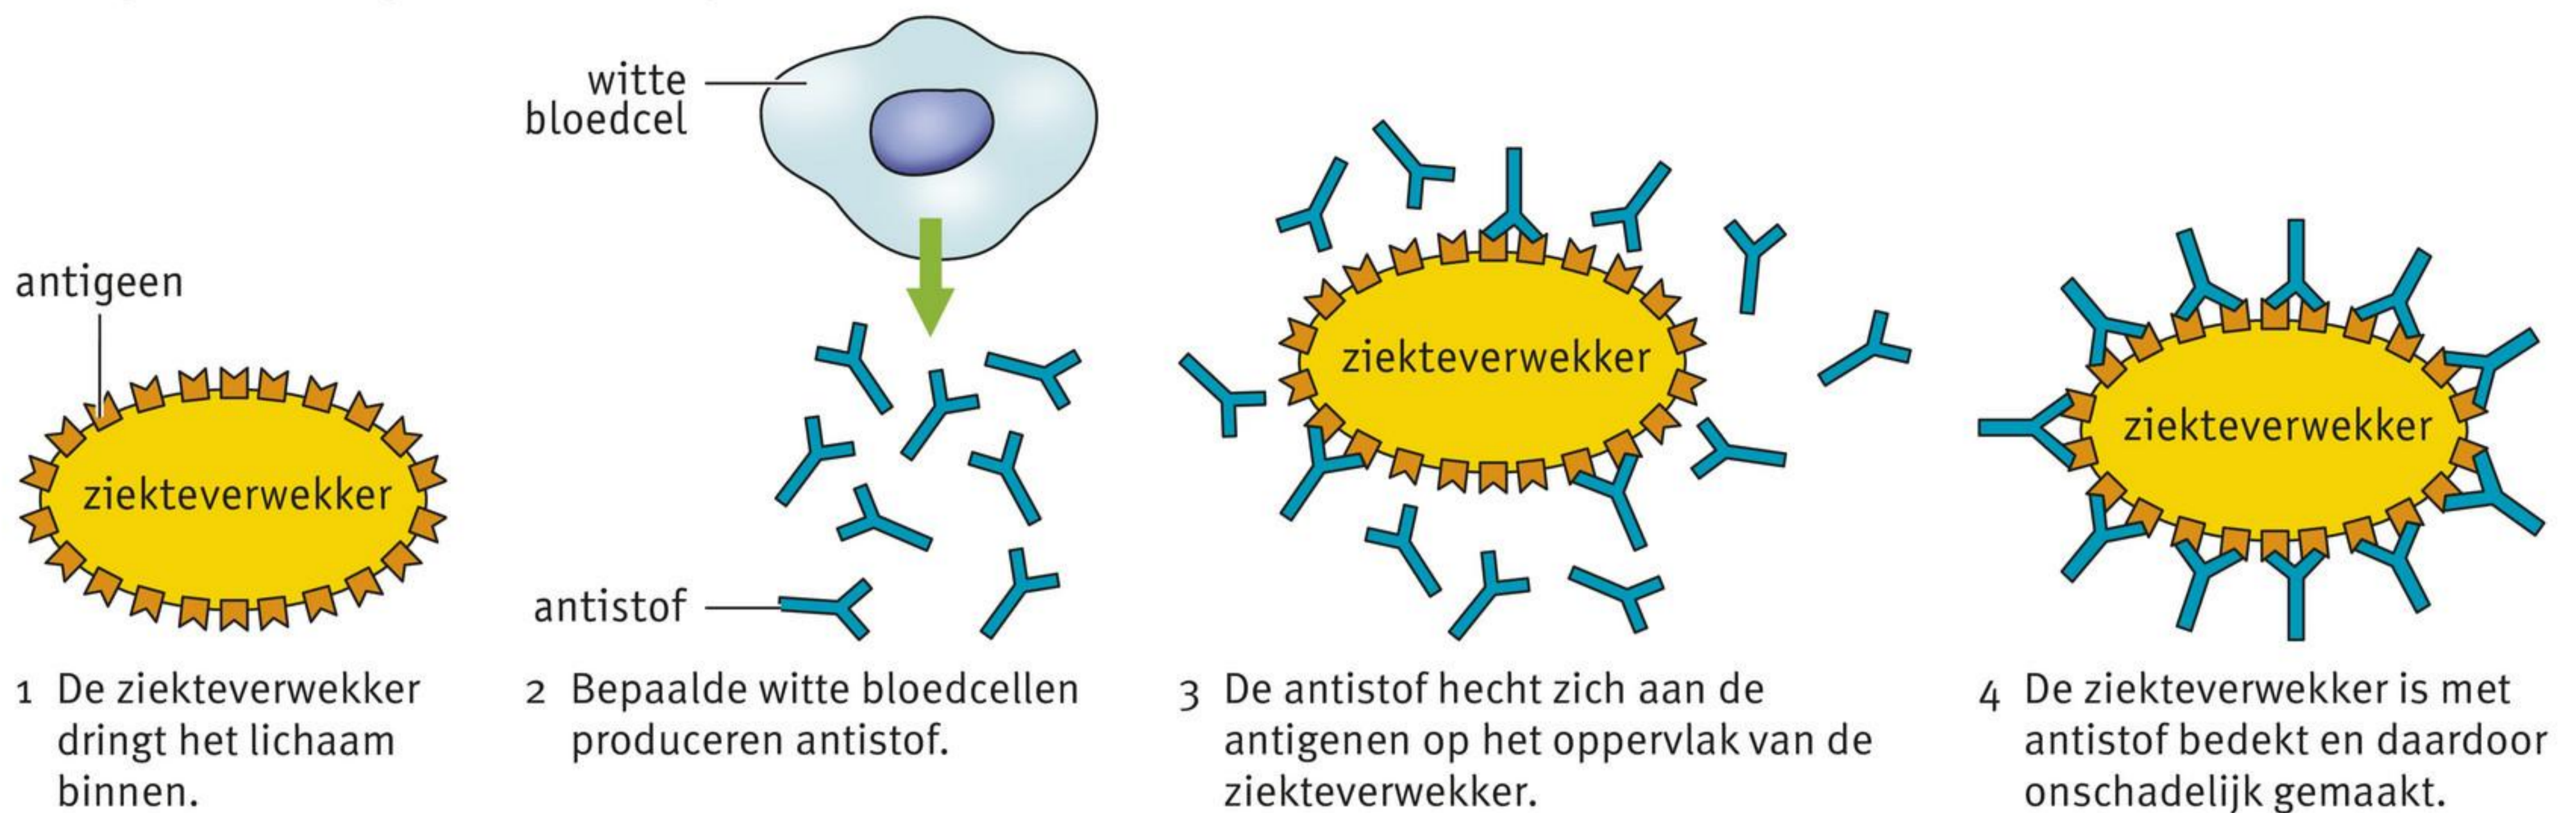 witte
bloedcel
antigeen
ziekteverwekker
antistof
ziekteverwekker
ziekteverwekker
1 De ziekteverwekker
dringt het lichaam
binnen.
2 Bepaalde witte bloedcellen
produceren antistof.
3 De antistof hecht zich aan de
antigenen op het oppervlak van de
ziekteverwekker.
4 De ziekteverwekker is met
antistof bedekt en daardoor
onschadelijk gemaakt.